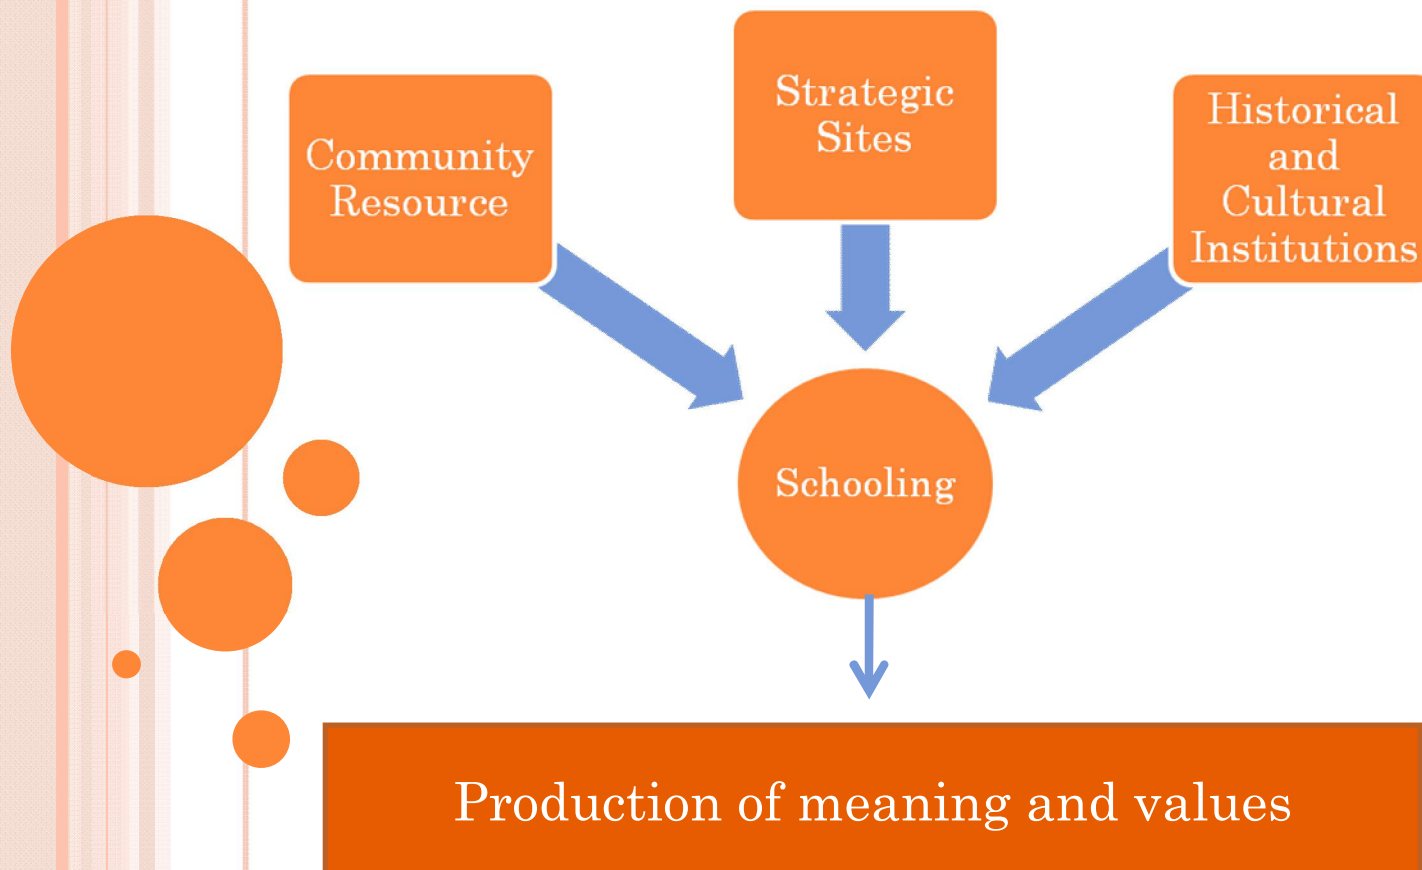 Community
Resource
Strategic
Sites
Historical
and
Cultural
Institutions
Schooling
Production of meaning and values